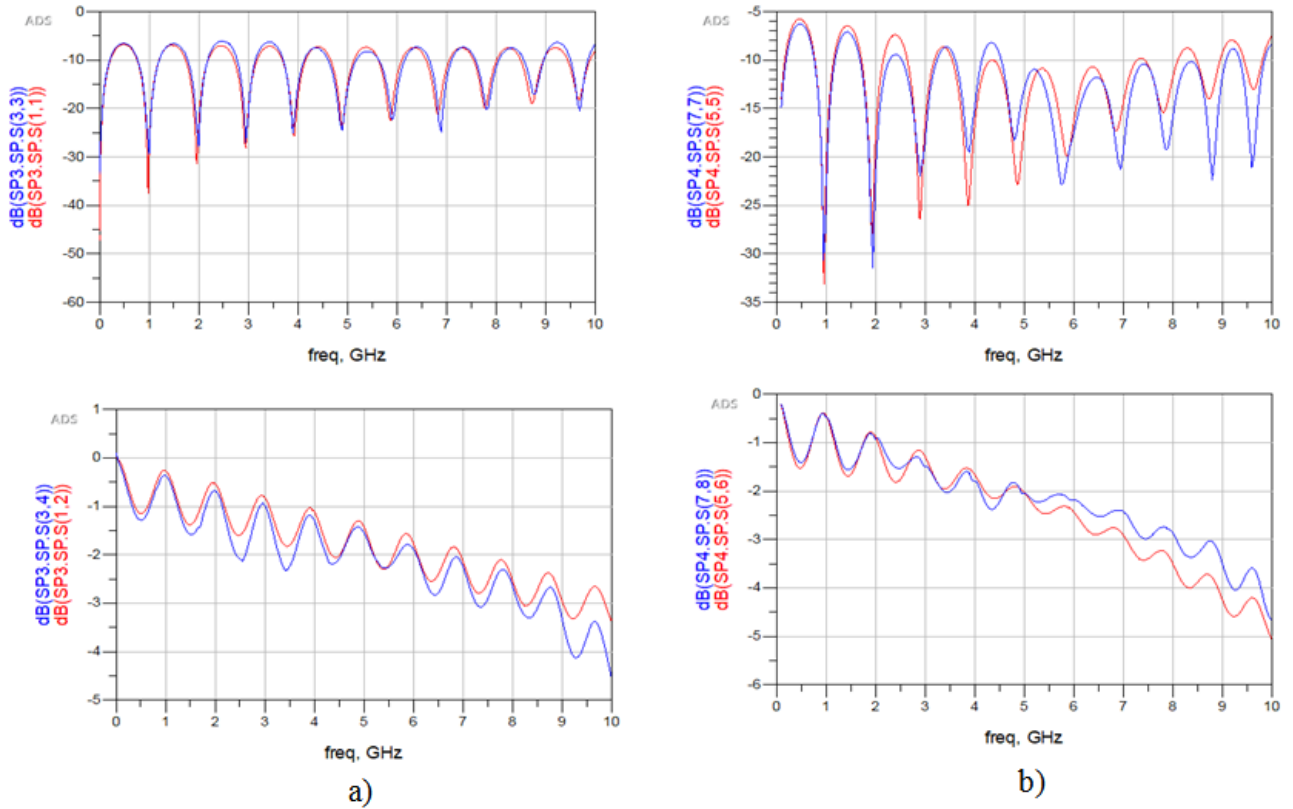 ADS
dB(SP3.SP.S(3,3))
dB(SP3.SP.S(1,1))
0
-10
-20
-30
-40
-50
-60
0 1 2 3 4 5 6 7 8 9 10
freq, GHz
ADS
dB(SP4.SP.S(7,7))
dB(SP4.SP.S(5,5))
-5
-10
-15
-20
-25
-30
-35
0 1 2 3 4 5 6 7 8 9 10
freq, GHz
ADS
dB(SP3.SP.S(3,4))
dB(SP3.SP.S(1,2))
1
0
-1
-2
-3
-4
-5
0 1 2 3 4 5 6 7 8 9 10
freq, GHz
a)
ADS
dB(SP4.SP.S(7,8))
dB(SP4.SP.S(5,6))
0
-1
-2
-3
-4
-5
-6
0 1 2 3 4 5 6 7 8 9 10
freq, GHz
b)